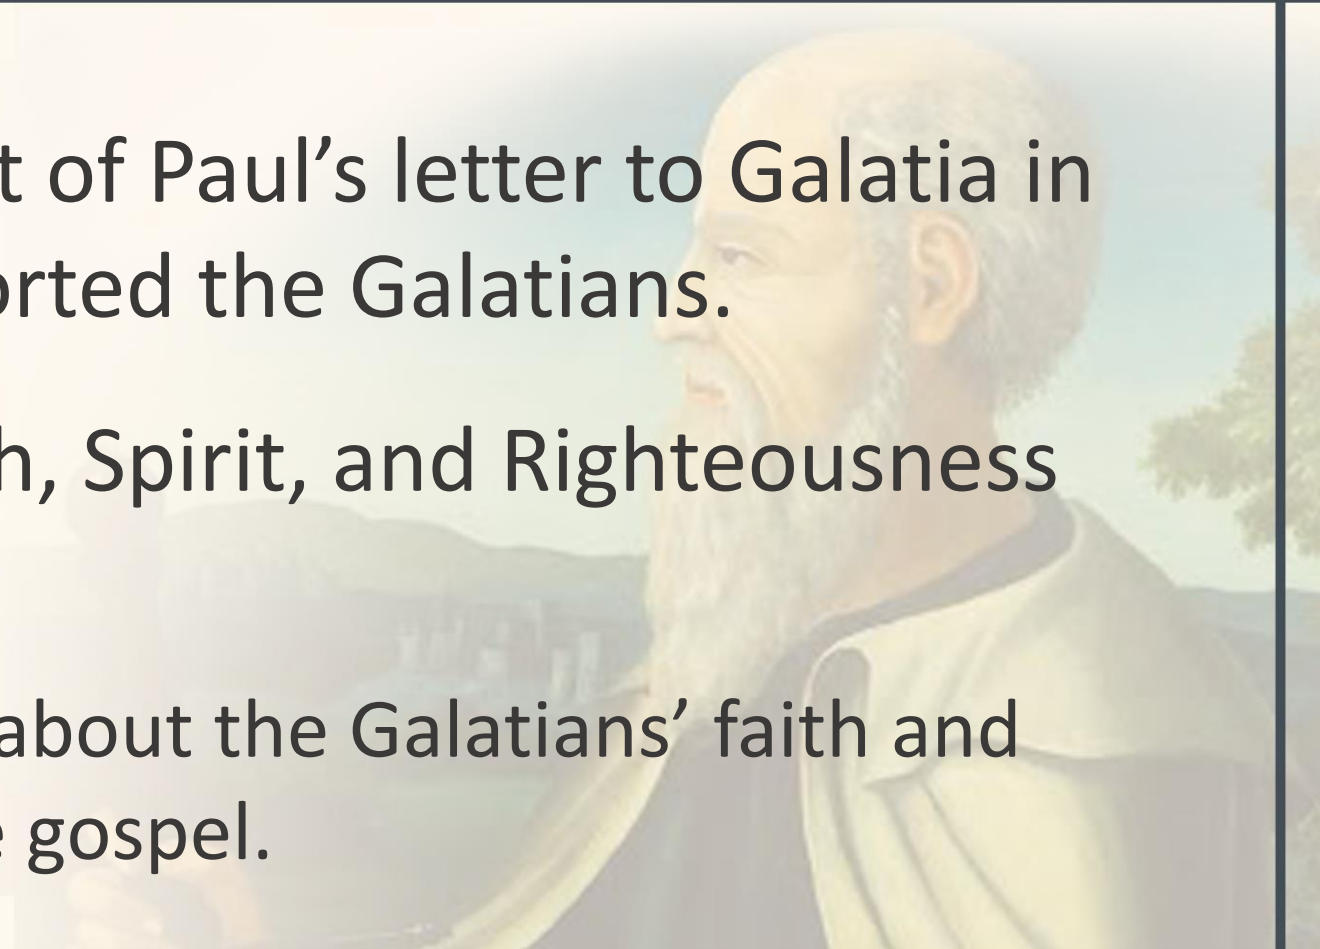 t of Paul’s letter to Galatia in
orted the Galatians.
h, Spirit, and Righteousness
about the Galatians’ faith and
e gospel.